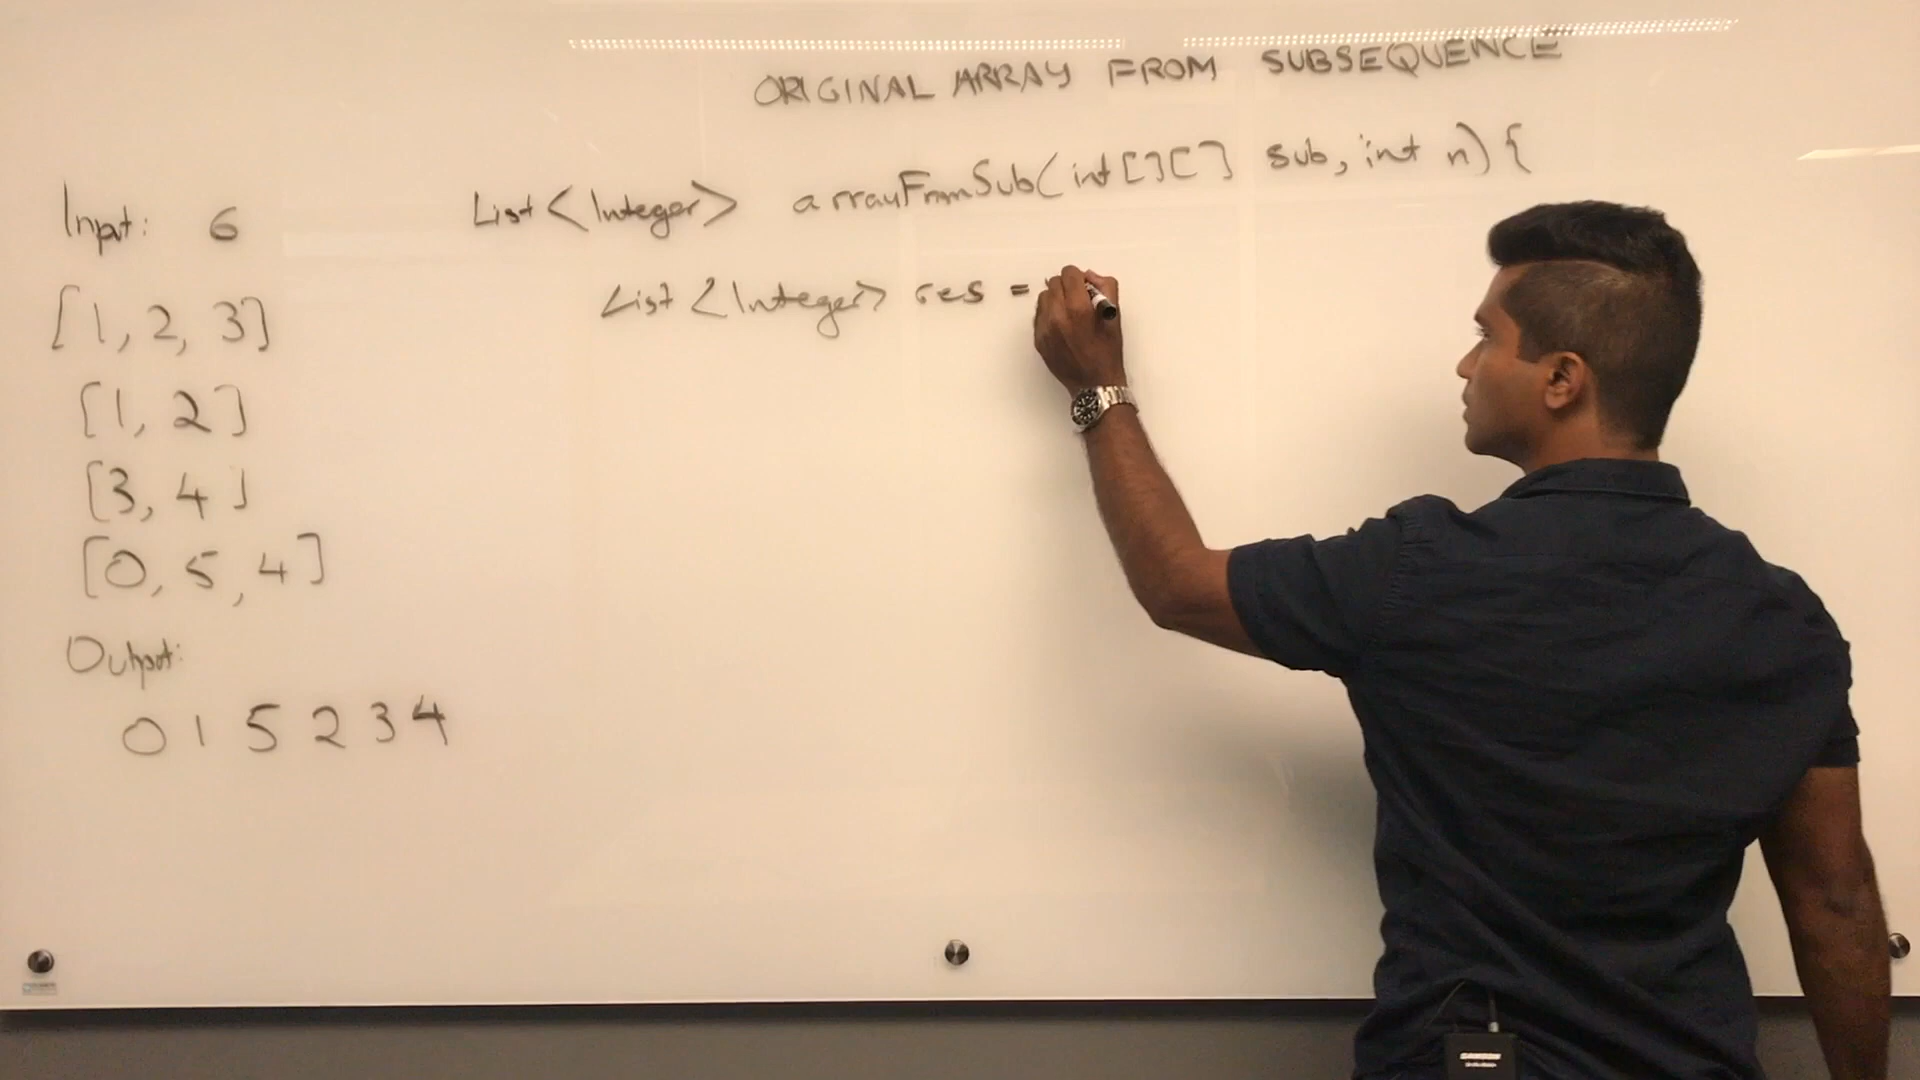 ORIGINAL ARRAY FROM SUBSEQUENCE
List<Integer> arrayFromSub(int[][] sub, int n) {
List<Integer> res =
Input: 6
[1, 2, 3]
[1, 2]
[3, 4]
[0, 5, 4]
Output:
0 1 5 2 3 4
SAMSON